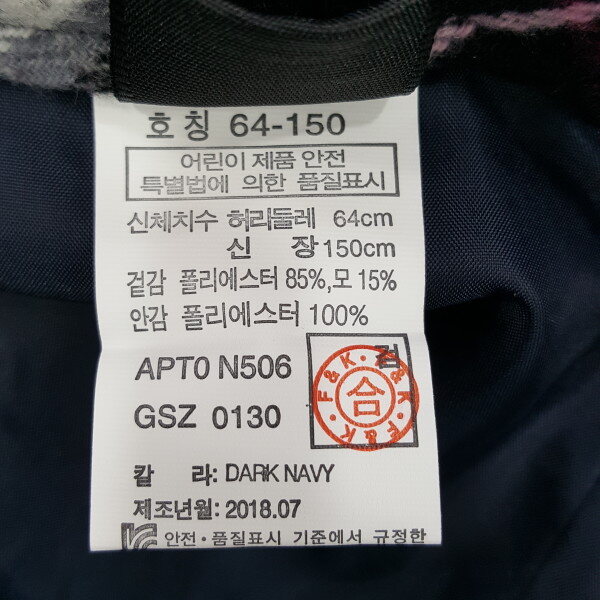 호 칭 64-150
어린이 제품 안전
특별법에 의한 품질표시
신체치수 허리둘레 64cm
신 장 150cm
겉감 폴리에스터 85%,모 15%
안감 폴리에스터 100%
APT0 N506
GSZ 0130
검
F&K·F&K·F&K·
合
칼 라: DARK NAVY
제조년월: 2018.07
안전·품질표시 기준에서 규정한